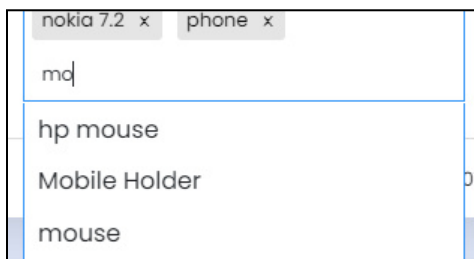 nokia 7.2 x phone x
mo
hp mouse
Mobile Holder
mouse